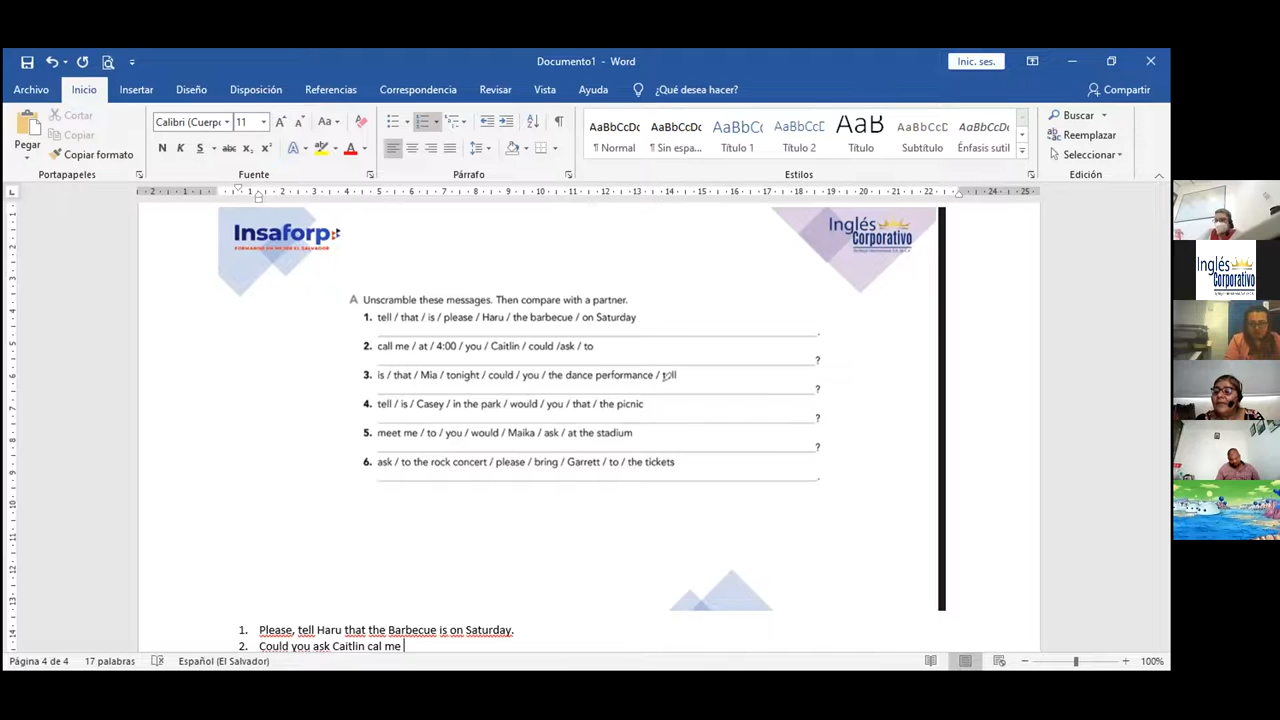 Documento1 - Word
Inic. ses.
Archivo Inicio Insertar Diseño Disposición Referencias Correspondencia Revisar Vista Ayuda ¿Qué desea hacer? Compartir
Pegar
Cortar
Copiar
Copiar formato
Portapapeles
Calibri (Cuerpo 11
N K S abc x₂ x²
Fuente
Párrafo
AaBbCcDc AaBbCcDc AaBbCcD AaBbCcD AaB AaBbCcD AaBbCcDc
¶ Normal ¶ Sin espa... Título 1 Título 2 Título Subtítulo Énfasis sutil
Estilos
Buscar
Reemplazar
Seleccionar
Edición
Insaforp
Inglés
Corporativo
A Unscramble these messages. Then compare with a partner.
1. tell / that / is / please / Haru / the barbecue / on Saturday
.
2. call me / at / 4:00 / you / Caitlin / could /ask / to
?
3. is / that / Mia / tonight / could / you / the dance performance / tell
?
4. tell / is / Casey / in the park / would / you / that / the picnic
?
5. meet me / to / you / would / Maika / ask / at the stadium
?
6. ask / to the rock concert / please / bring / Garrett / to / the tickets
.
1. Please, tell Haru that the Barbecue is on Saturday.
2. Could you ask Caitlin cal me
Página 4 de 4 17 palabras Español (El Salvador) 100%
Inglés
Corporativo